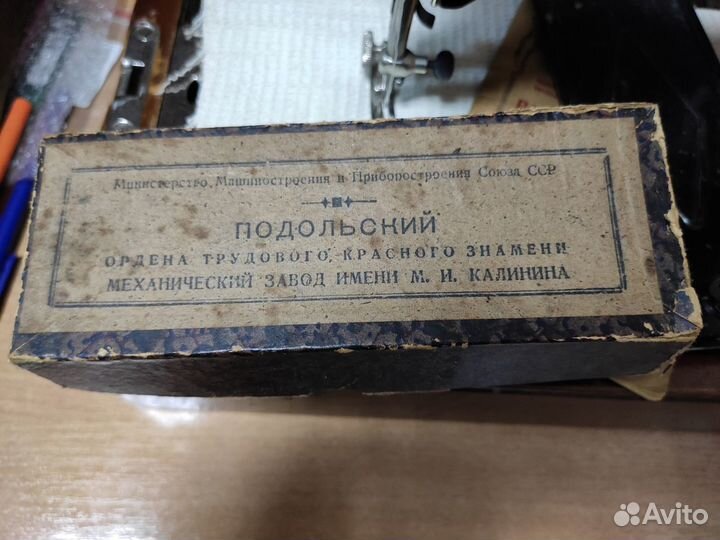 Министерство Машиностроения и Приборостроения Союза ССР
ПОДОЛЬСКИЙ
ОРДЕНА ТРУДОВОГО КРАСНОГО ЗНАМЕНИ
МЕХАНИЧЕСКИЙ ЗАВОД ИМЕНИ М. И. КАЛИНИНА
Avito